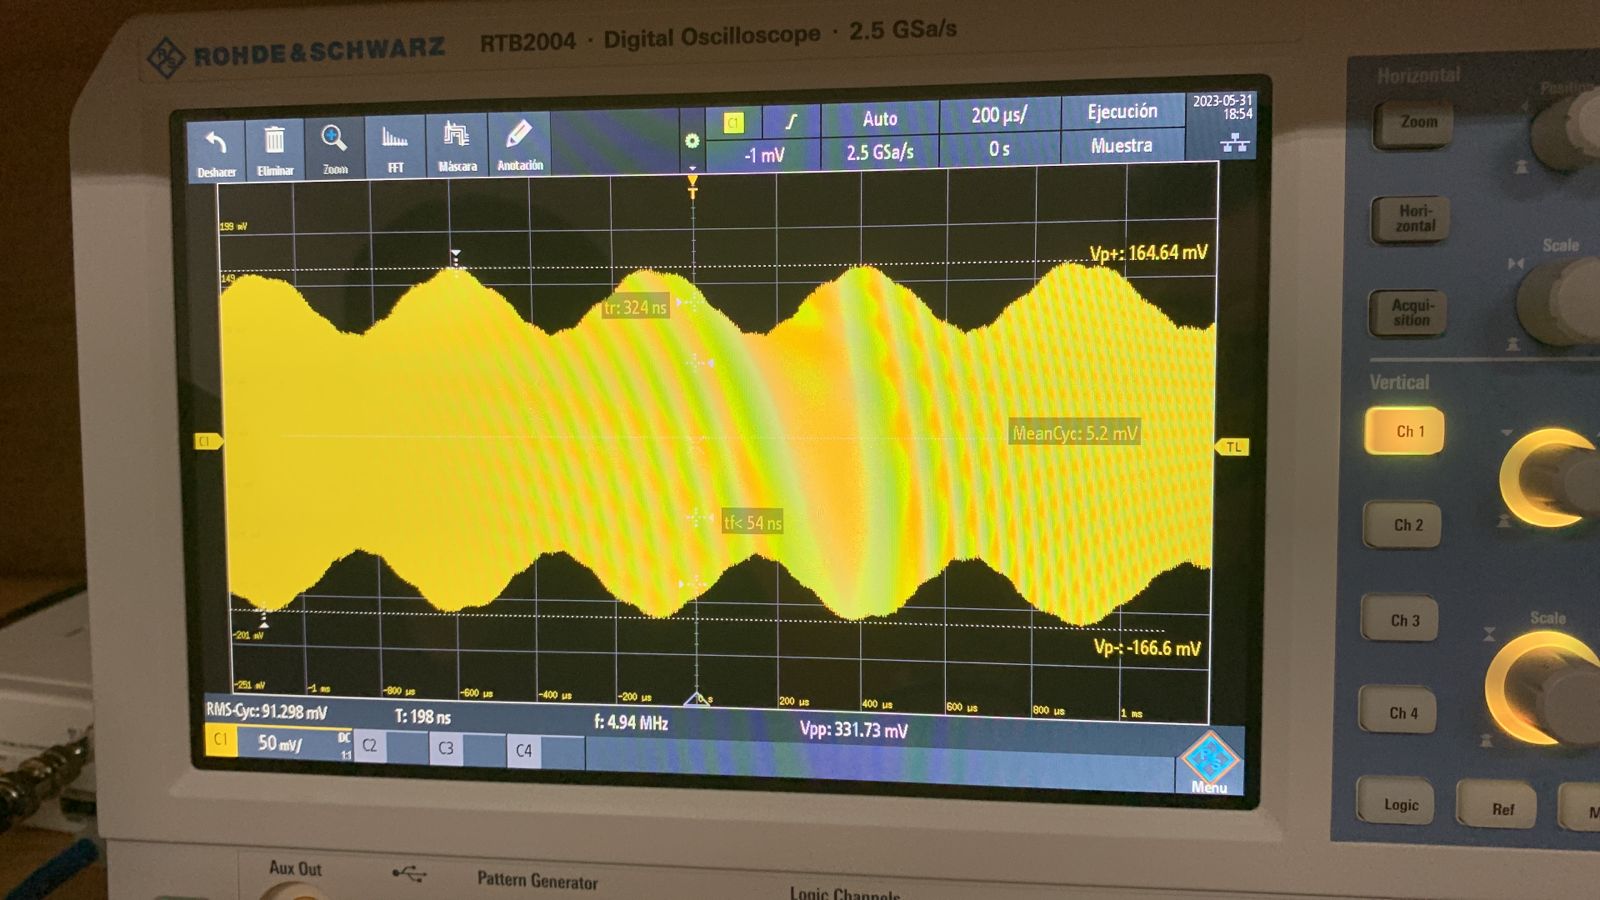 ROHDE&SCHWARZ RTB2004 · Digital Oscilloscope · 2.5 GSa/s
Horizontal
Position
Deshacer Eliminar Zoom FFT Máscara Anotación
C1 Auto 200 µs/ Ejecución 2023-05-31
18:54
-1 mV 2.5 GSa/s 0 s Muestra
T
Zoom
Hori-
zontal
Scale
Acqui-
sition
199 mV
149
Vp+: 164.64 mV
tr: 324 ns
MeanCyc: 5.2 mV
C1
TL
tf< 54 ns
-201 mV
Vp-: -166.6 mV
-251 mV -1 ms -800 µs -600 µs -400 µs -200 µs 0 s 200 µs 400 µs 600 µs 800 µs 1 ms
RMS-Cyc: 91.298 mV T: 198 ns f: 4.94 MHz Vpp: 331.73 mV
C1 50 mV/ DC
1:1
C2 C3 C4
Menu
Vertical
Ch 1
Ch 2
Ch 3
Scale
Ch 4
Logic Ref M
Aux Out Pattern Generator Logic Channels